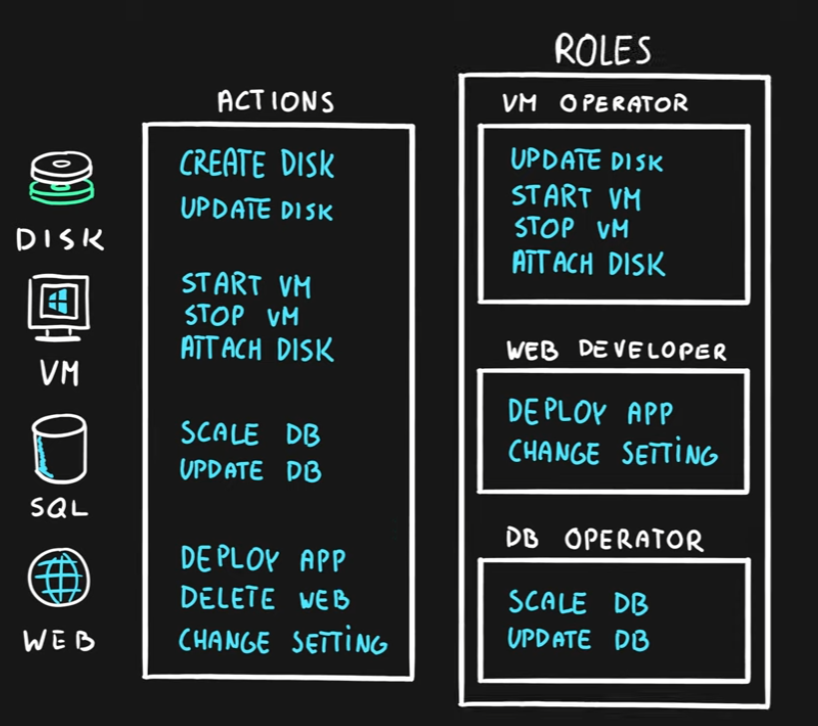 ROLES
ACTIONS
VM OPERATOR
DISK
CREATE DISK
UPDATE DISK
VM
START VM
STOP VM
ATTACH DISK
SQL
SCALE DB
UPDATE DB
WEB
DEPLOY APP
DELETE WEB
CHANGE SETTING
UPDATE DISK
START VM
STOP VM
ATTACH DISK
WEB DEVELOPER
DEPLOY APP
CHANGE SETTING
DB OPERATOR
SCALE DB
UPDATE DB